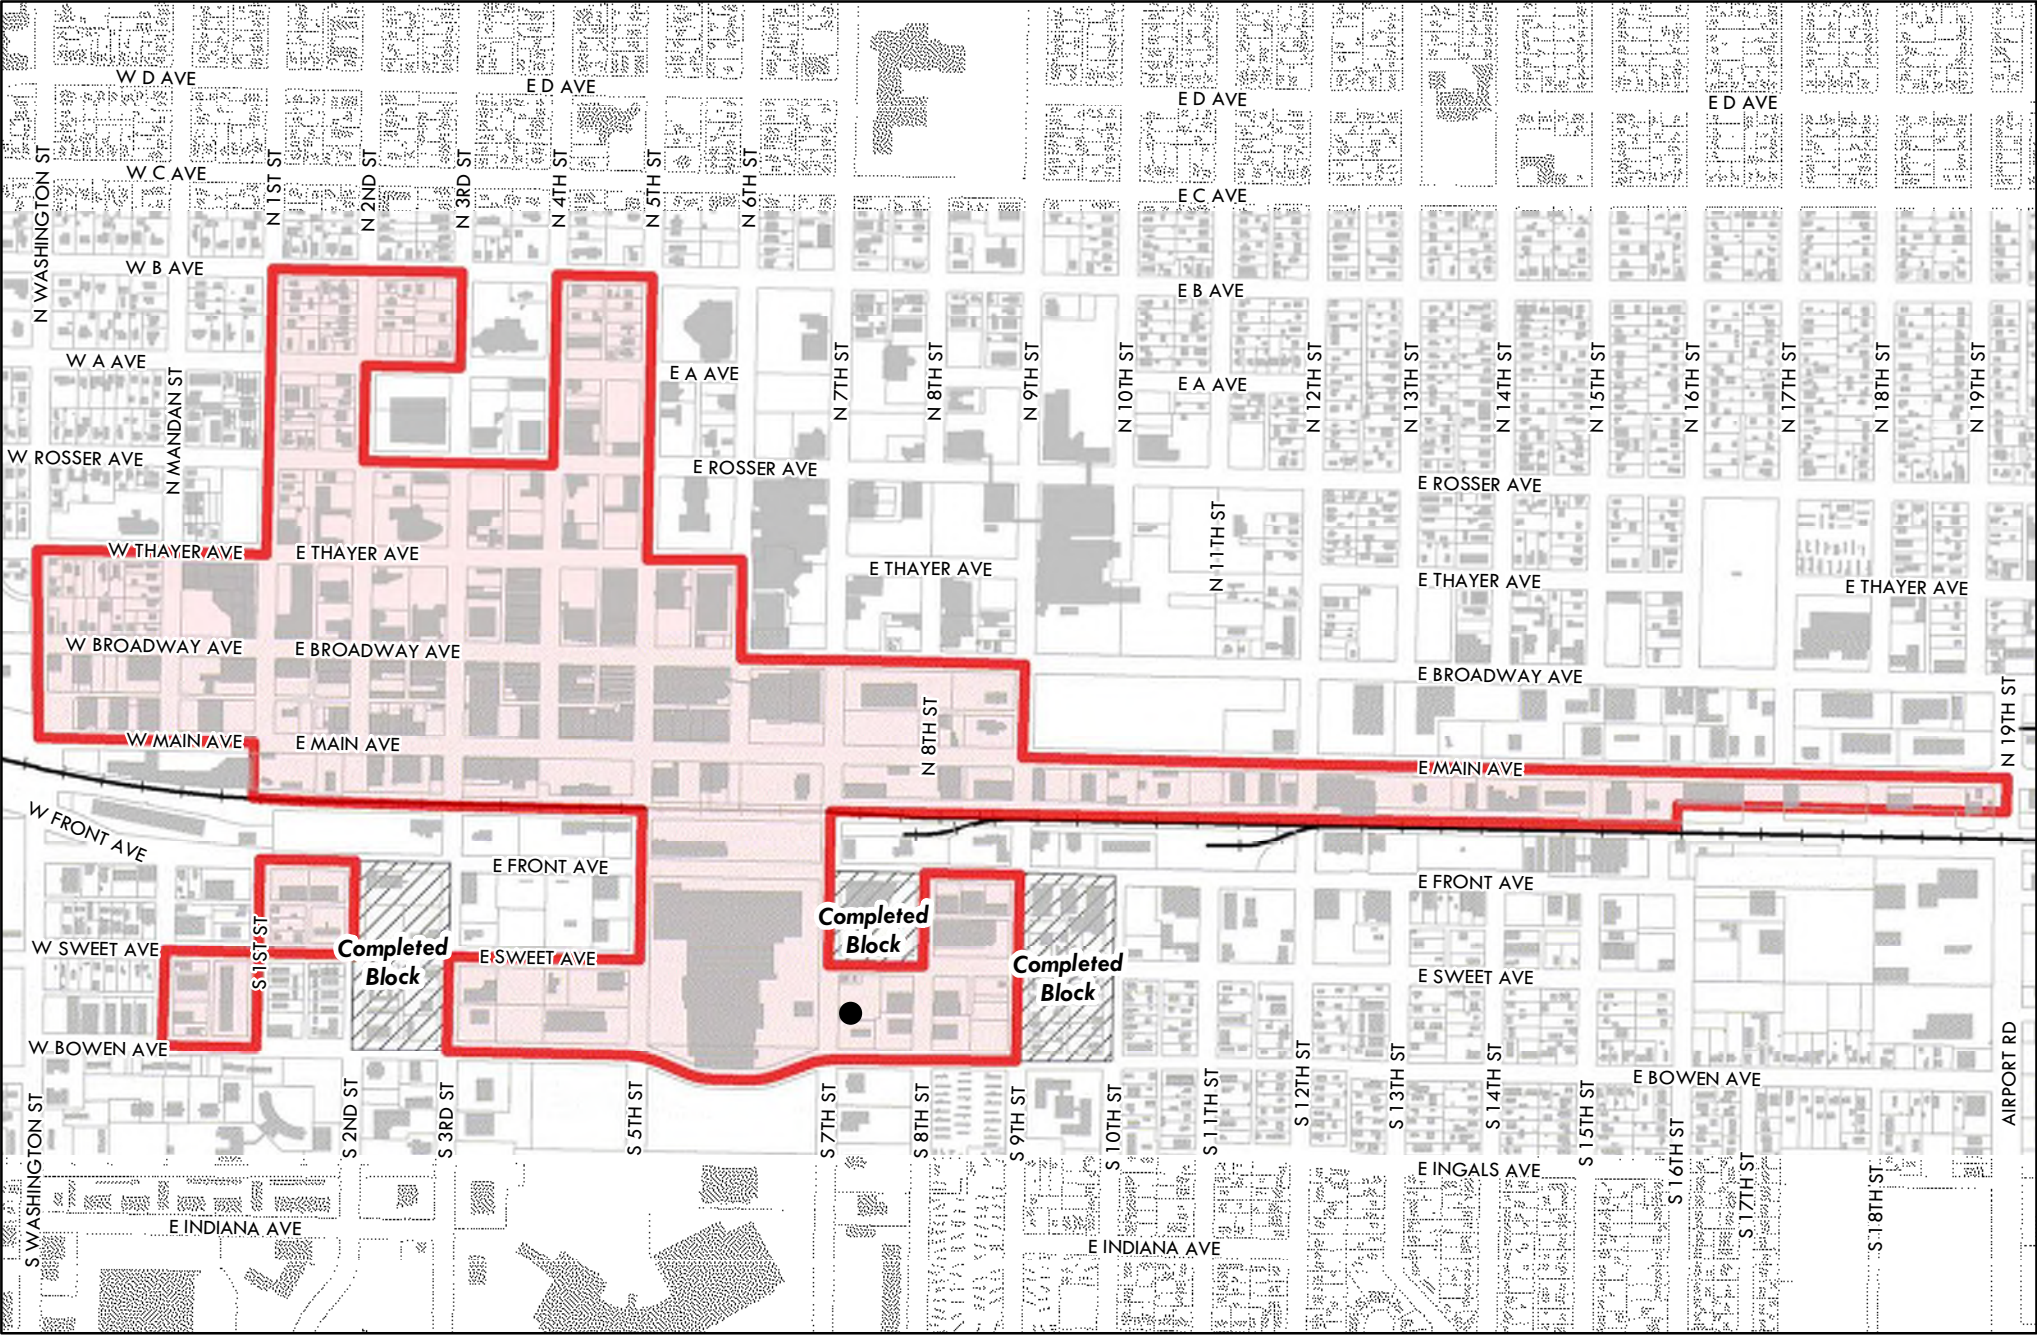 W D AVE
E D AVE
E D AVE
E D AVE
W C AVE
E C AVE
N WASHINGTON ST
N 1ST ST
N 2ND ST
N 3RD ST
N 4TH ST
N 5TH ST
N 6TH ST
W B AVE
E B AVE
W A AVE
E A AVE
E A AVE
N MANDAN ST
N 7TH ST
N 8TH ST
N 9TH ST
N 10TH ST
N 12TH ST
N 13TH ST
N 14TH ST
N 15TH ST
N 16TH ST
N 17TH ST
N 18TH ST
N 19TH ST
W ROSSER AVE
E ROSSER AVE
E ROSSER AVE
N 11TH ST
W THAYER AVE
E THAYER AVE
E THAYER AVE
E THAYER AVE
E THAYER AVE
W BROADWAY AVE
E BROADWAY AVE
E BROADWAY AVE
N 8TH ST
N 19TH ST
W MAIN AVE
E MAIN AVE
E MAIN AVE
W FRONT AVE
E FRONT AVE
E FRONT AVE
Completed
Block
Completed
Block
Completed
Block
S 1ST ST
W SWEET AVE
E SWEET AVE
E SWEET AVE
W BOWEN AVE
E BOWEN AVE
S WASHINGTON ST
S 2ND ST
S 3RD ST
S 5TH ST
S 7TH ST
S 8TH ST
S 9TH ST
S 10TH ST
S 11TH ST
S 12TH ST
S 13TH ST
S 14TH ST
S 15TH ST
S 16TH ST
S 17TH ST
S 18TH ST
AIRPORT RD
E INGALS AVE
E INDIANA AVE
E INDIANA AVE